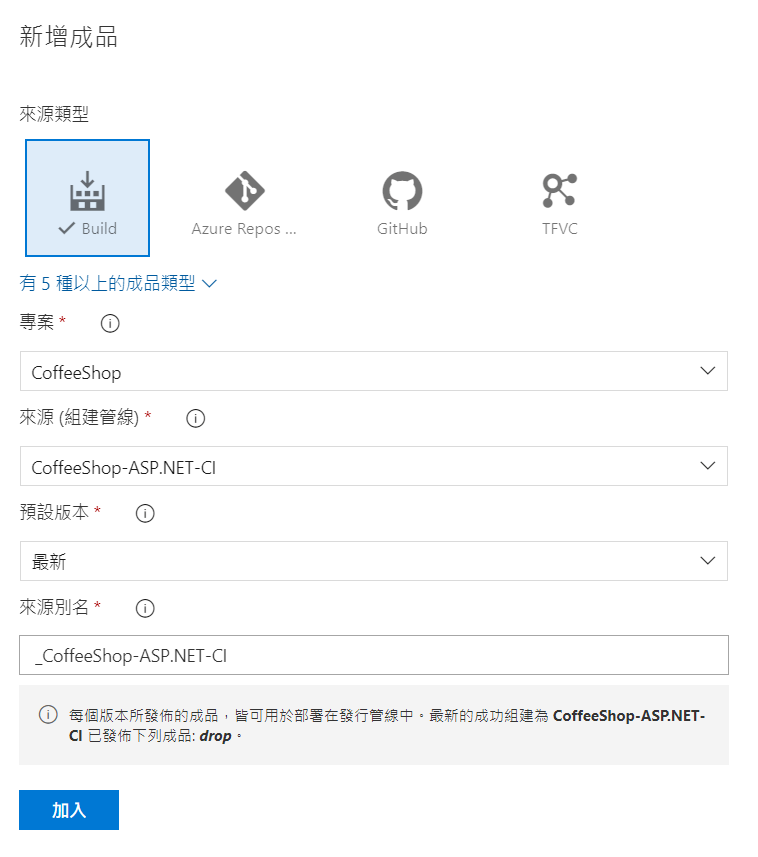 新增成品
來源類型
Build
Azure Repos ...
GitHub
TFVC
有 5 種以上的成品類型
專案 *
CoffeeShop
來源 (組建管線) *
CoffeeShop-ASP.NET-CI
預設版本 *
最新
來源別名 *
_CoffeeShop-ASP.NET-CI
每個版本所發佈的成品，皆可用於部署在發行管線中。最新的成功組建為 CoffeeShop-ASP.NET-
CI 已發佈下列成品: drop。
加入